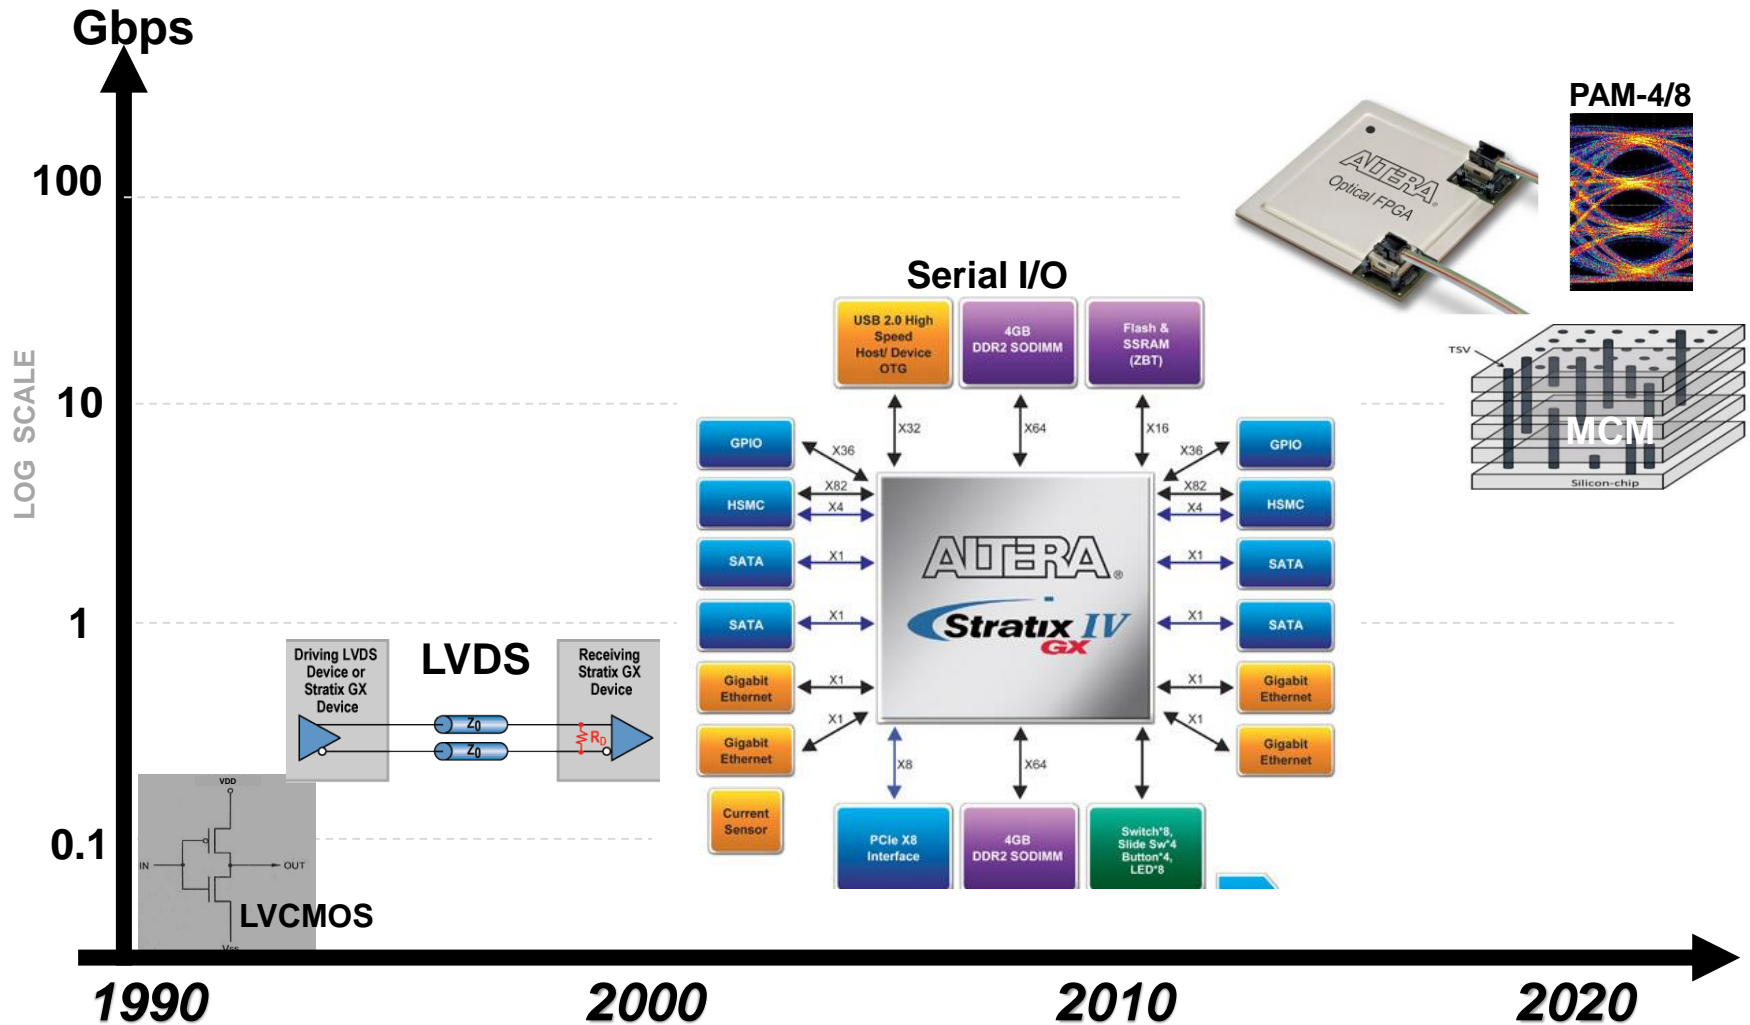 Gbps
100
10
1
0.1
LOG SCALE
1990
2000
2010
2020
VDD
IN
OUT
Vss
LVCMOS
Driving LVDS
Device or
Stratix GX
Device
LVDS
Z0
Z0
RD
Receiving
Stratix GX
Device
Serial I/O
USB 2.0 High
Speed
Host/ Device
OTG
4GB
DDR2 SODIMM
Flash &
SSRAM
(ZBT)
X32
X64
X16
GPIO
X36
X36
GPIO
HSMC
X82
X4
X82
X4
HSMC
SATA
X1
X1
SATA
SATA
X1
X1
SATA
Gigabit
Ethernet
X1
X1
Gigabit
Ethernet
Gigabit
Ethernet
X1
X1
Gigabit
Ethernet
ALTERA®
Stratix IV
GX
Current
Sensor
X8
X64
PCIe X8
Interface
4GB
DDR2 SODIMM
Switch*8,
Slide Sw*4
Button*4,
LED*8
ALTERA®
Optical FPGA
PAM-4/8
TSV
MCM
Silicon-chip